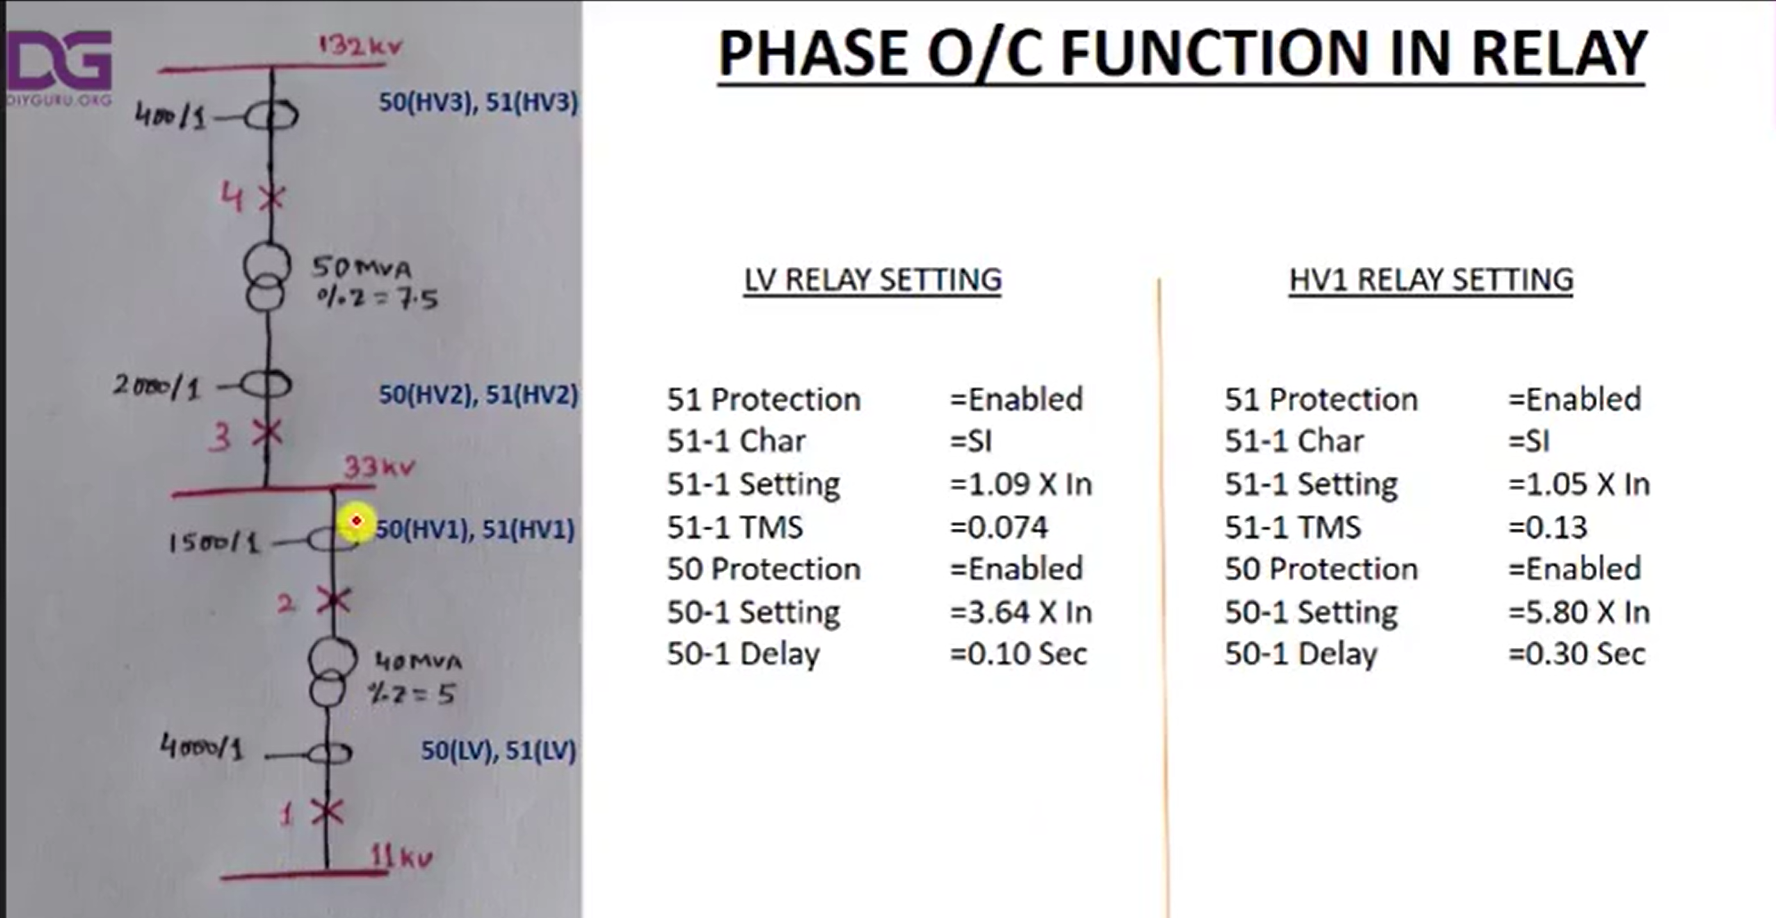 DG
DIYGURU.ORG
132kv
400/1
50(HV3), 51(HV3)
4
50MVA
%Z=7.5
2000/1
50(HV2), 51(HV2)
3
33kv
1500/1
50(HV1), 51(HV1)
2
40MVA
%Z=5
4000/1
50(LV), 51(LV)
1
11kv
PHASE O/C FUNCTION IN RELAY
LV RELAY SETTING
51 Protection =Enabled
51-1 Char =SI
51-1 Setting =1.09 X In
51-1 TMS =0.074
50 Protection =Enabled
50-1 Setting =3.64 X In
50-1 Delay =0.10 Sec
HV1 RELAY SETTING
51 Protection =Enabled
51-1 Char =SI
51-1 Setting =1.05 X In
51-1 TMS =0.13
50 Protection =Enabled
50-1 Setting =5.80 X In
50-1 Delay =0.30 Sec